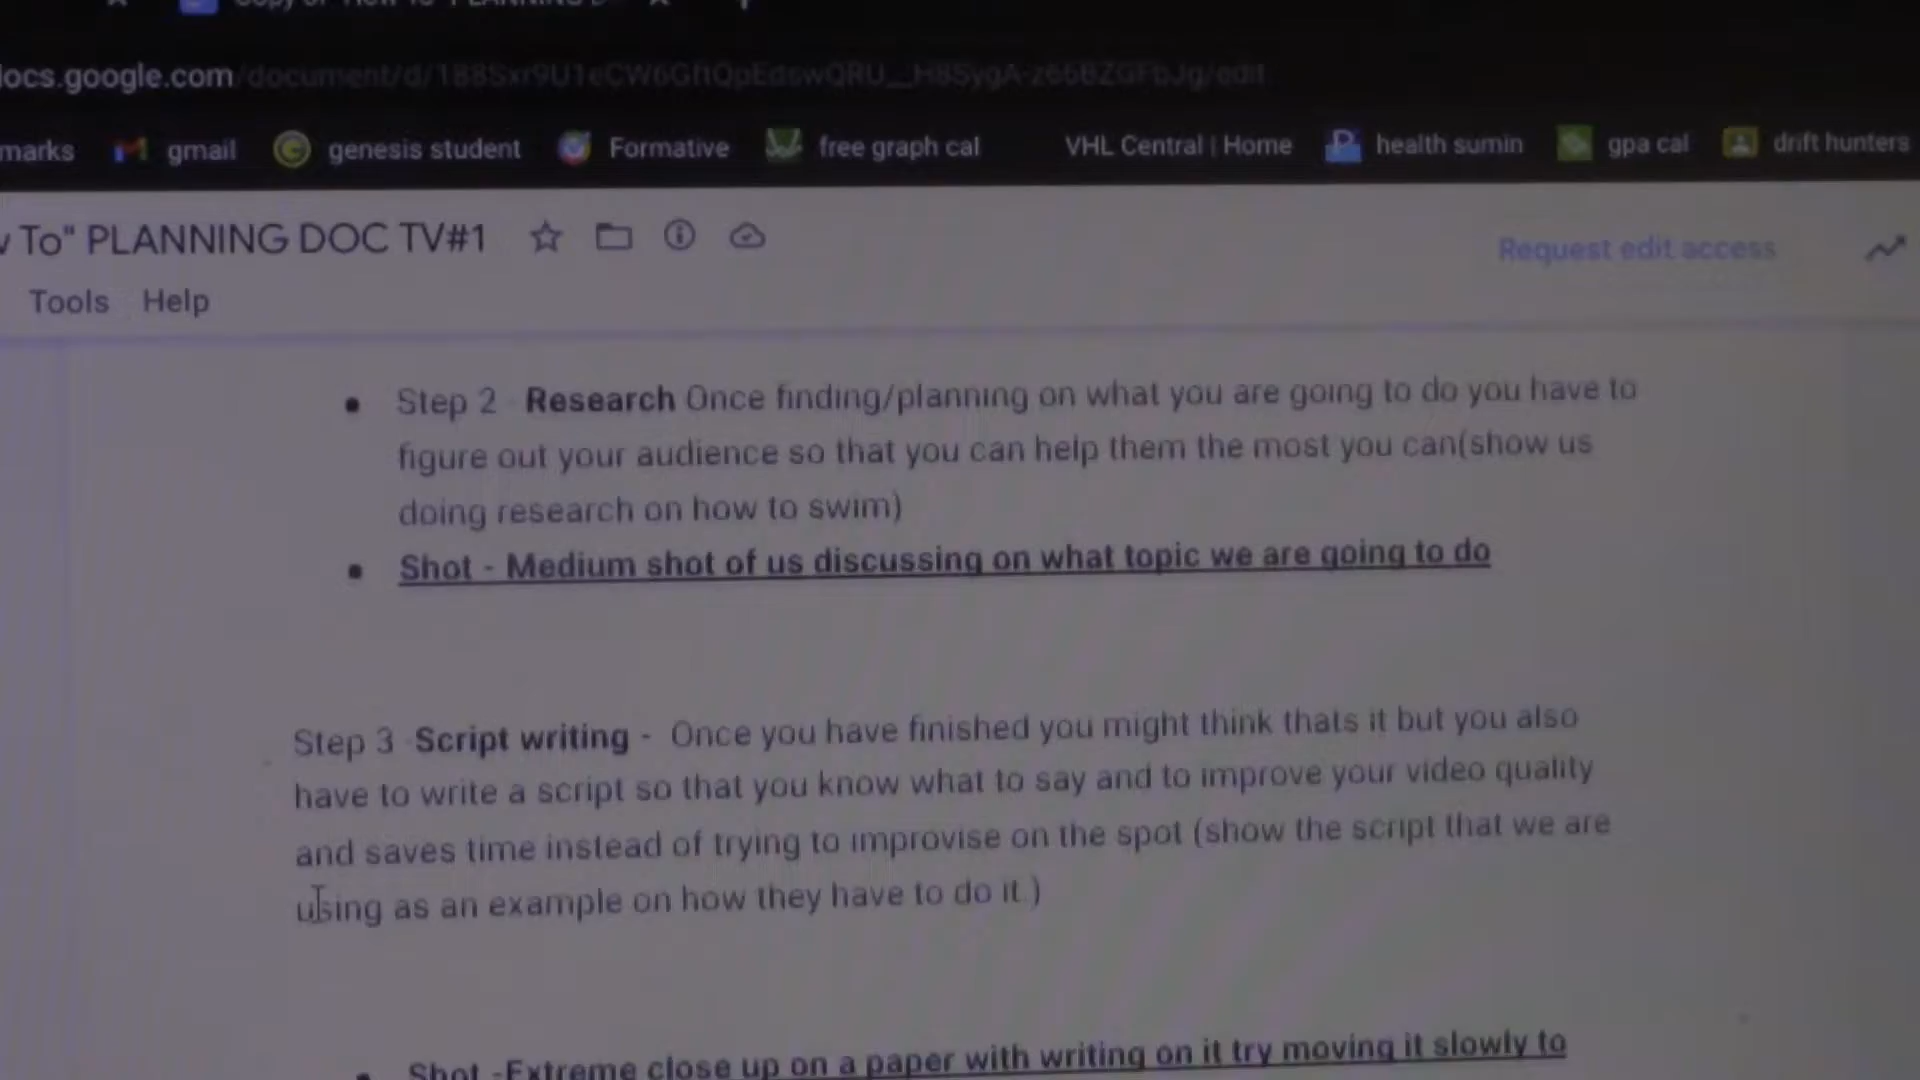 docs.google.com
marks gmail genesis student Formative free graph cal VHL Central | Home health sumin gpa cal drift hunters
To" PLANNING DOC TV#1
Request edit access
Tools Help
Step 2 Research Once finding/planning on what you are going to do you have to
figure out your audience so that you can help them the most you can(show us
doing research on how to swim)
Shot - Medium shot of us discussing on what topic we are going to do
Step 3 Script writing - Once you have finished you might think thats it but you also
have to write a script so that you know what to say and to improve your video quality
and saves time instead of trying to improvise on the spot (show the script that we are
using as an example on how they have to do it.)
Shot -Extreme close up on a paper with writing on it try moving it slowly to